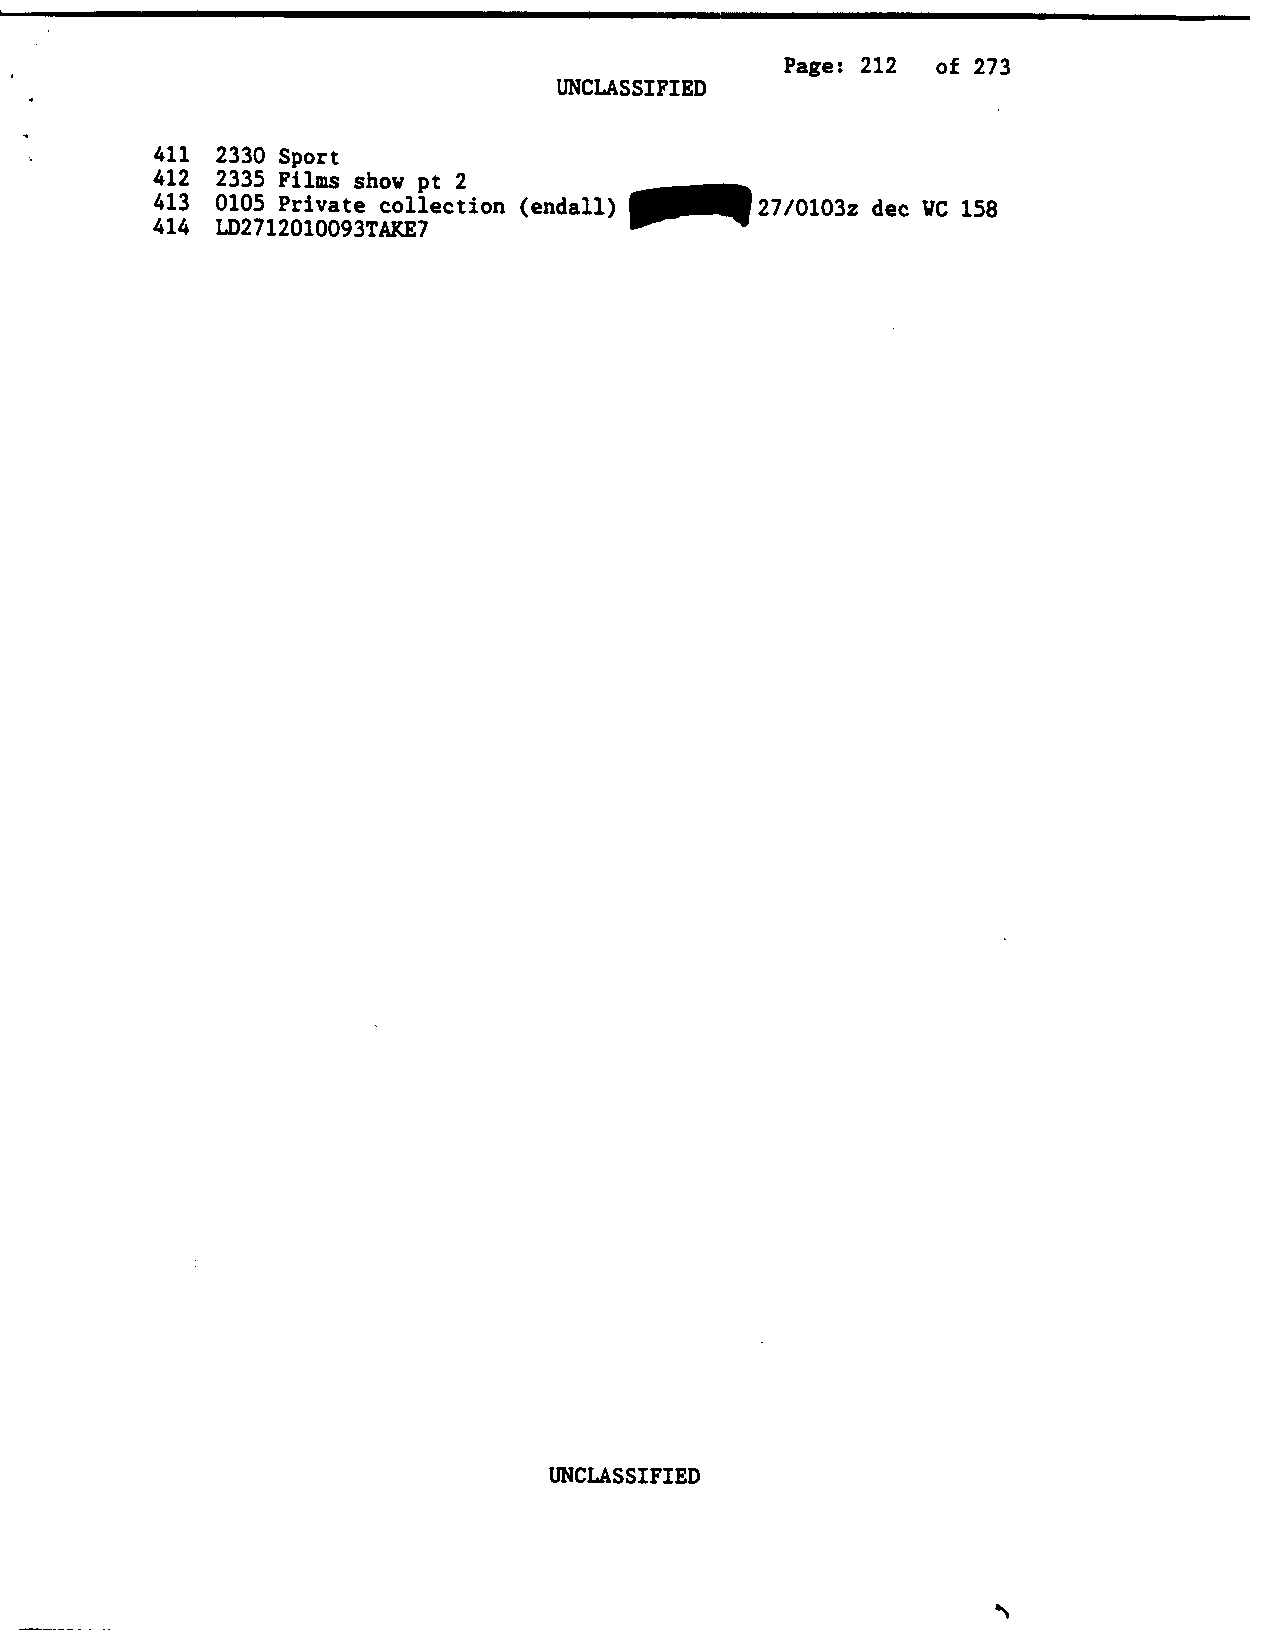 Page: 212 of 273
UNCLASSIFIED
411 2330 Sport
412 2335 Films show pt 2
413 0105 Private collection (endall) 27/0103z dec WC 158
414 LD2712010093TAKE7
UNCLASSIFIED